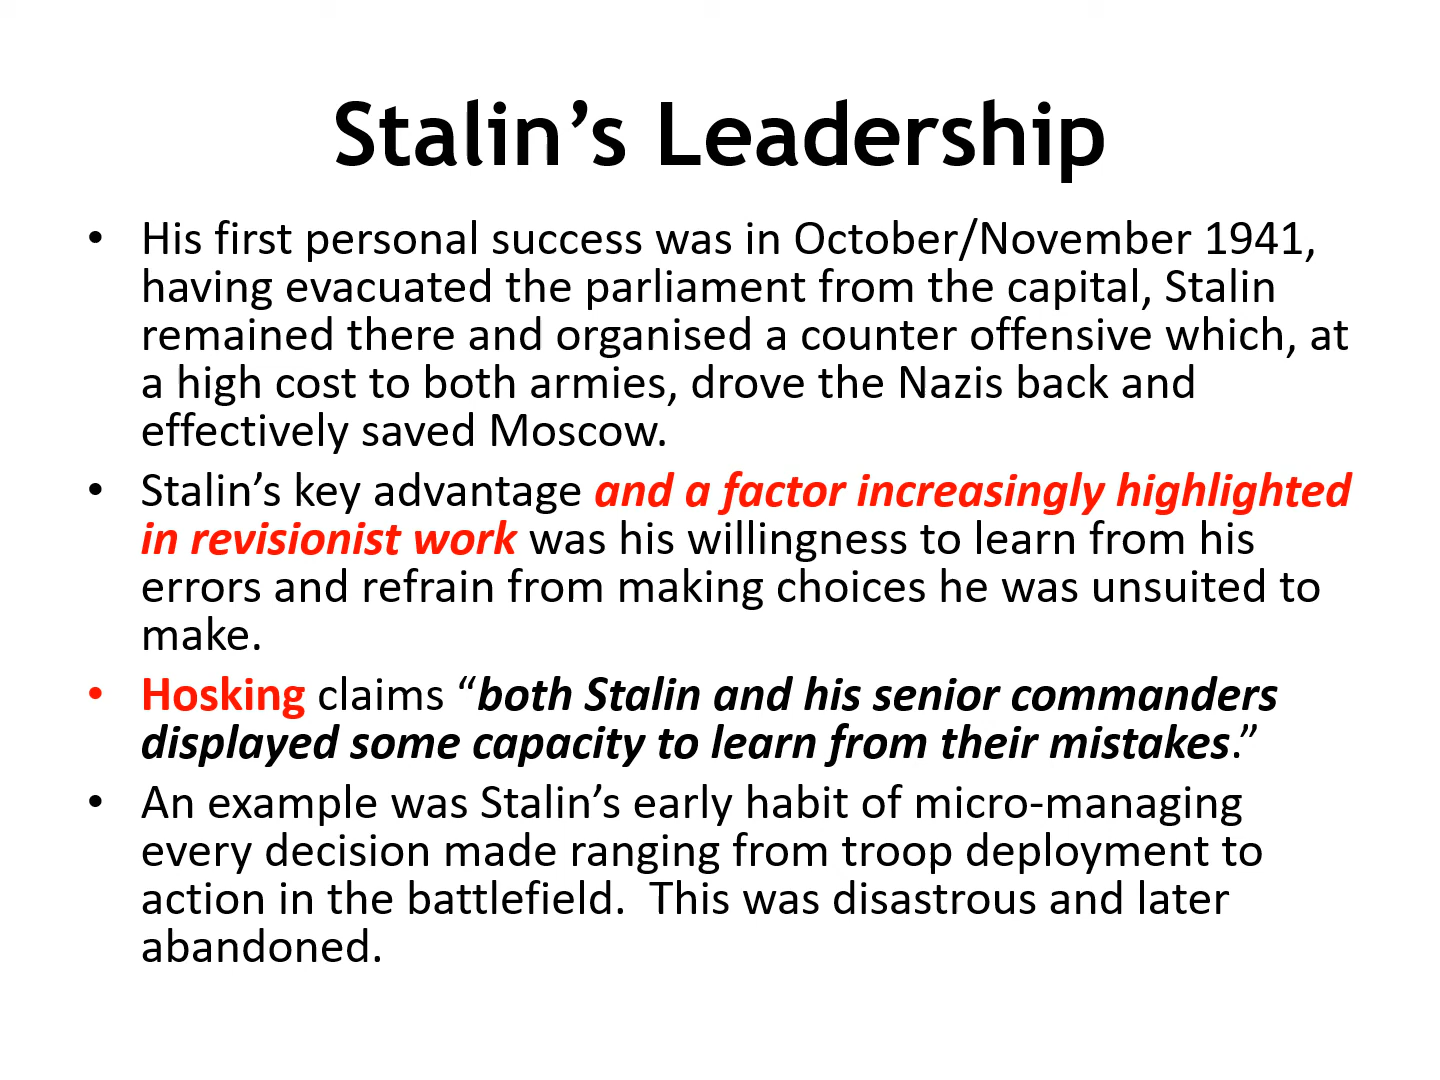 Stalin’s Leadership
• His first personal success was in October/November 1941,
having evacuated the parliament from the capital, Stalin
remained there and organised a counter offensive which, at
a high cost to both armies, drove the Nazis back and
effectively saved Moscow.
• Stalin’s key advantage and a factor increasingly highlighted
in revisionist work was his willingness to learn from his
errors and refrain from making choices he was unsuited to
make.
• Hosking claims “both Stalin and his senior commanders
displayed some capacity to learn from their mistakes.”
• An example was Stalin’s early habit of micro-managing
every decision made ranging from troop deployment to
action in the battlefield.  This was disastrous and later
abandoned.